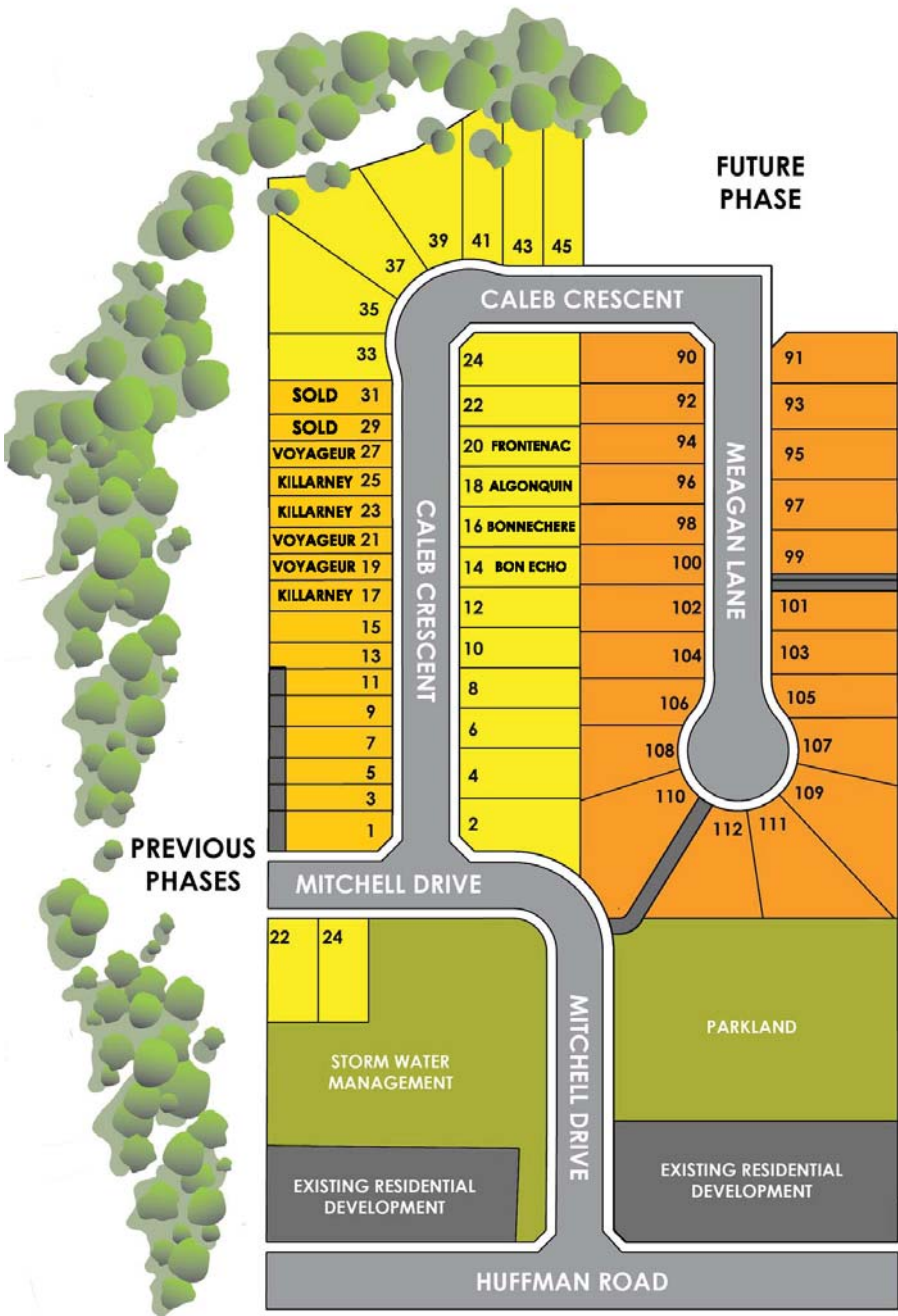 FUTURE
PHASE
39 41 43 45
37
35
33
CALEB CRESCENT
SOLD 31
SOLD 29
VOYAGEUR 27
KILLARNEY 25
KILLARNEY 23
VOYAGEUR 21
VOYAGEUR 19
KILLARNEY 17
15
13
11
9
7
5
3
1
CALEB CRESCENT
24
22
20 FRONTENAC
18 ALGONQUIN
16 BONNECHERE
14 BON ECHO
12
10
8
6
4
2
90
92
94
96
98
100
102
104
106
108
110
112
MEAGAN LANE
91
93
95
97
99
101
103
105
107
109
111
PREVIOUS
PHASES
MITCHELL DRIVE
22 24
STORM WATER
MANAGEMENT
MITCHELL DRIVE
PARKLAND
EXISTING RESIDENTIAL
DEVELOPMENT
EXISTING RESIDENTIAL
DEVELOPMENT
HUFFMAN ROAD